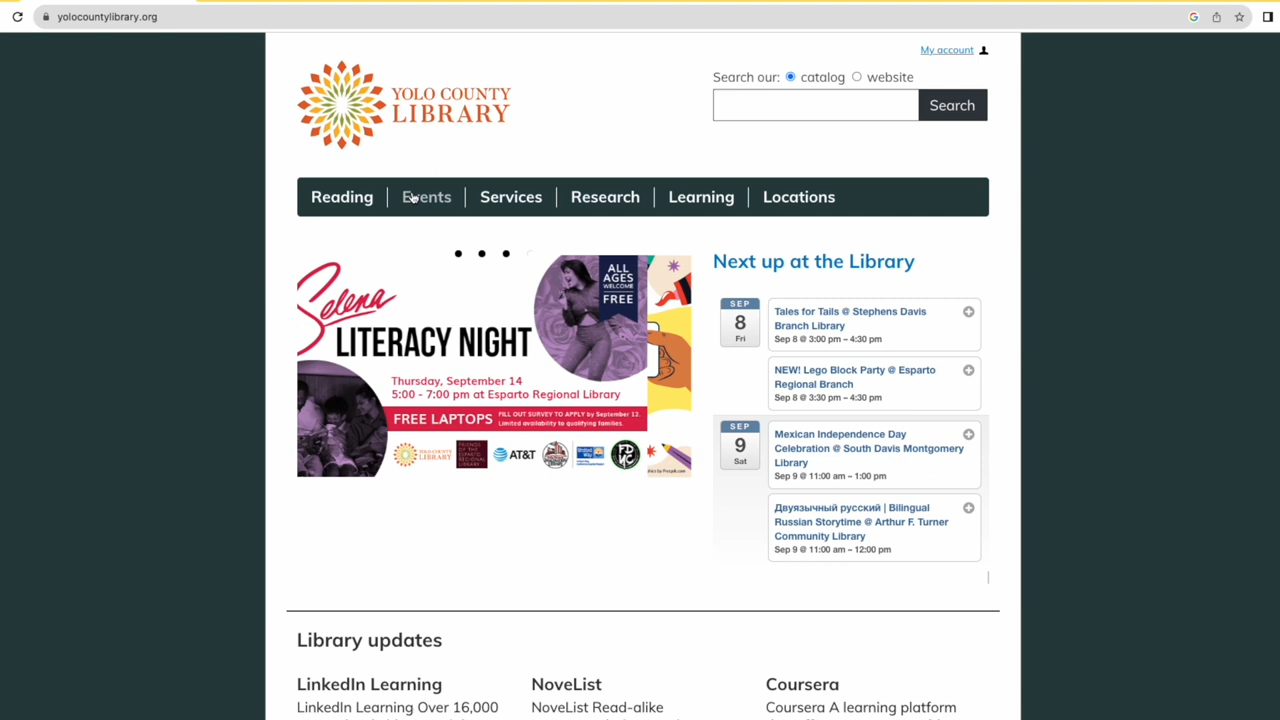 yolocountylibrary.org
My account
Search our: catalog website
YOLO COUNTY
LIBRARY
Search
Reading
Events
Services
Research
Learning
Locations
Selena
LITERACY NIGHT
ALL
AGES
WELCOME
FREE
Thursday, September 14
5:00 - 7:00 pm at Esparto Regional Library
FREE LAPTOPS
FILL OUT SURVEY TO APPLY by September 12.
Limited availability to qualifying families.
YOLO COUNTY
LIBRARY
AT&T
Next up at the Library
SEP
8
Fri
Tales for Tails @ Stephens Davis
Branch Library
Sep 8 @ 3:00 pm – 4:30 pm
NEW! Lego Block Party @ Esparto
Regional Branch
Sep 8 @ 3:30 pm – 4:30 pm
SEP
9
Sat
Mexican Independence Day
Celebration @ South Davis Montgomery
Library
Sep 9 @ 11:00 am – 1:00 pm
Двуязычный русский | Bilingual
Russian Storytime @ Arthur F. Turner
Community Library
Sep 9 @ 11:00 am – 12:00 pm
Library updates
LinkedIn Learning
LinkedIn Learning Over 16,000
NoveList
NoveList Read-alike
Coursera
Coursera A learning platform